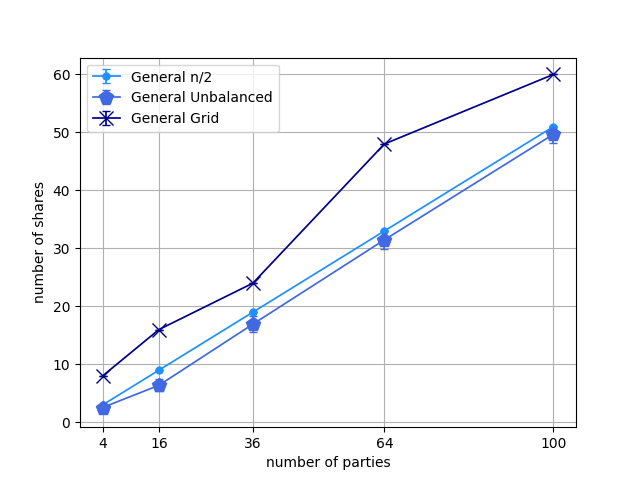 General n/2
General Unbalanced
General Grid
60
50
40
30
20
10
0
number of shares
4 16 36 64 100
number of parties